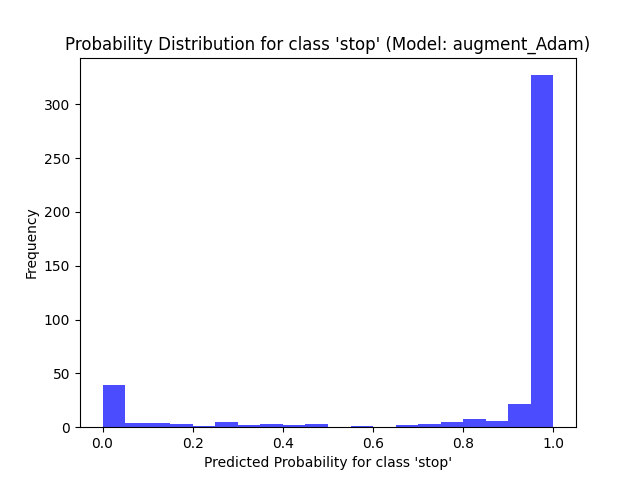 Probability Distribution for class 'stop' (Model: augment_Adam)
300
250
200
150
100
50
0
Frequency
0.0 0.2 0.4 0.6 0.8 1.0
Predicted Probability for class 'stop'